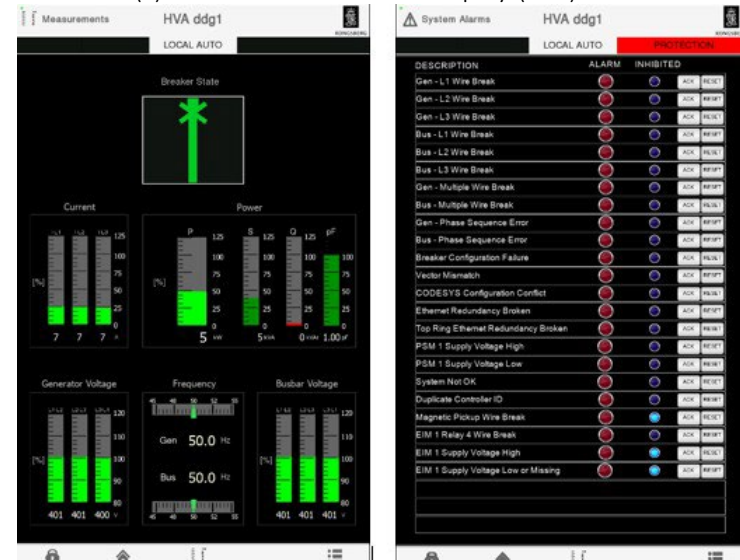 Measurements
HVA ddg1
KONGSBERG
LOCAL AUTO
Breaker State
Current
L1 L2 L3
125
100
75
[%]
50
25
0
7 7 7
Power
P S Q pF
125 125 125
100 100 100 100
75 75 75 75
[%]
50 50 50 50
25 25 25 25
0 0 0 0
5 kW 5 kVA 0 kVAr 1.00 pF
Generator Voltage
120
110
[%] 100
90
80
401 401 400 V
Frequency
45 48 50 52 55
Gen 50.0 Hz
Bus 50.0 Hz
45 48 50 52 55
Busbar Voltage
120
110
[%] 100
90
80
401 401 401 V
System Alarms
HVA ddg1
KONGSBERG
LOCAL AUTO
PROTECTION
DESCRIPTION ALARM INHIBITED
Gen - L1 Wire Break ACK RESET
Gen - L2 Wire Break ACK RESET
Gen - L3 Wire Break ACK RESET
Bus - L1 Wire Break ACK RESET
Bus - L2 Wire Break ACK RESET
Bus - L3 Wire Break ACK RESET
Gen - Multiple Wire Break ACK RESET
Bus - Multiple Wire Break ACK RESET
Gen - Phase Sequence Error ACK RESET
Bus - Phase Sequence Error ACK RESET
Breaker Configuration Failure ACK RESET
Vector Mismatch ACK RESET
CODESYS Configuration Conflict ACK RESET
Ethernet Redundancy Broken ACK RESET
Top Ring Ethernet Redundancy Broken ACK RESET
PSM 1 Supply Voltage High ACK RESET
PSM 1 Supply Voltage Low ACK RESET
System Not OK ACK RESET
Duplicate Controller ID ACK RESET
Magnetic Pickup Wire Break ACK RESET
EIM 1 Relay 4 Wire Break ACK RESET
EIM 1 Supply Voltage High ACK RESET
EIM 1 Supply Voltage Low or Missing ACK RESET